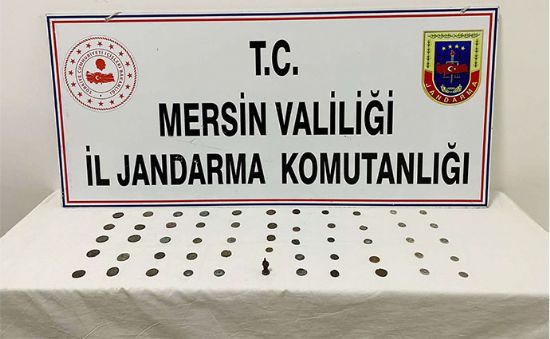 T.C.
MERSİN VALİLİĞİ
İL JANDARMA KOMUTANLIĞI
JANDARMA